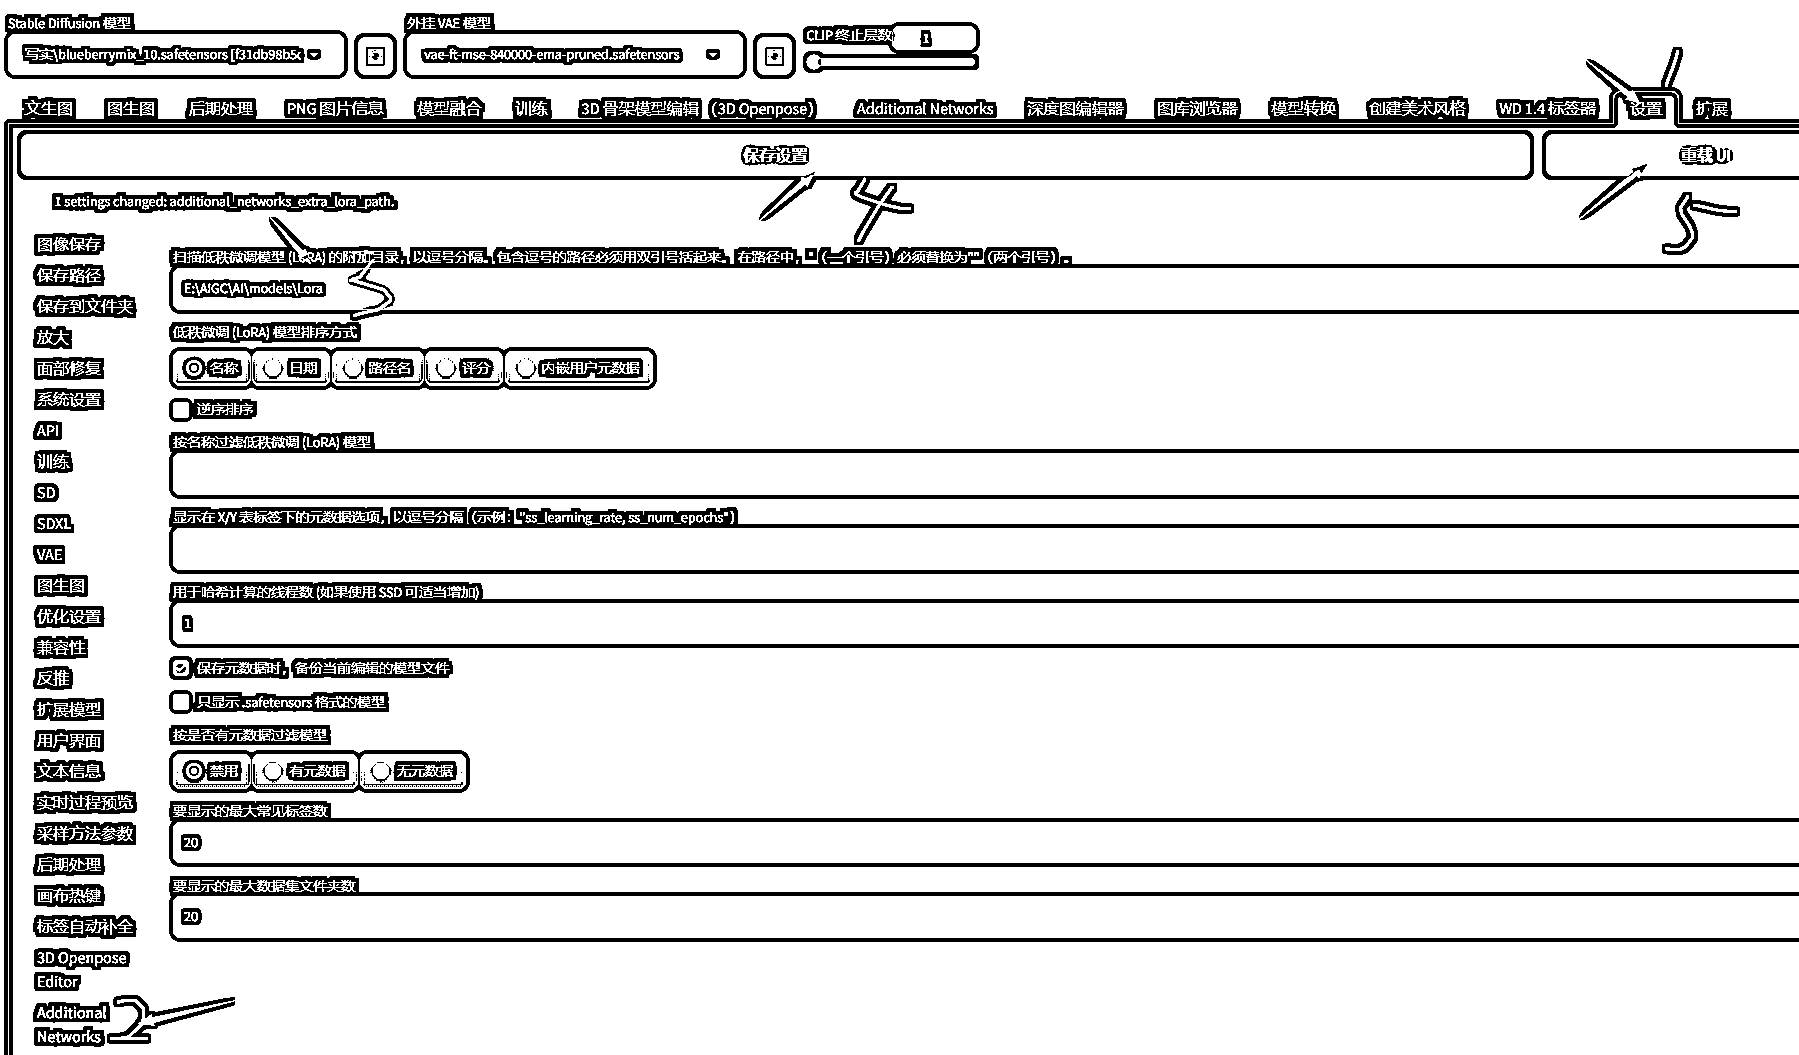 Stable Diffusion 模型
写实\blueberrymix_10.safetensors [f31db98b5c
外挂 VAE 模型
vae-ft-mse-840000-ema-pruned.safetensors
CLIP 终止层数
1
文生图 图生图 后期处理 PNG 图片信息 模型融合 训练 3D 骨架模型编辑 (3D Openpose) Additional Networks 深度图编辑器 图库浏览器 模型转换 创建美术风格 WD 1.4 标签器 设置 扩展
1
保存设置
重载 UI
4
5
1 settings changed: additional_networks_extra_lora_path.
图像保存
保存路径
保存到文件夹
放大
面部修复
系统设置
API
训练
SD
SDXL
VAE
图生图
优化设置
兼容性
反推
扩展模型
用户界面
文本信息
实时过程预览
采样方法参数
后期处理
画布热键
标签自动补全
3D Openpose
Editor
Additional
Networks
2
扫描低秩微调模型 (LoRA) 的附加目录，以逗号分隔。包含逗号的路径必须用双引号括起来。在路径中，"（一个引号）必须替换为""（两个引号）。
E:\AIGC\AI\models\Lora
3
低秩微调 (LoRA) 模型排序方式
名称 日期 路径名 评分 内嵌用户元数据
逆序排序
按名称过滤低秩微调 (LoRA) 模型
显示在 X/Y 表标签下的元数据选项，以逗号分隔（示例："ss_learning_rate, ss_num_epochs"）
用于哈希计算的线程数 (如果使用 SSD 可适当增加)
1
保存元数据时，备份当前编辑的模型文件
只显示 .safetensors 格式的模型
按是否有元数据过滤模型
禁用 有元数据 无元数据
要显示的最大常见标签数
20
要显示的最大数据集文件夹数
20